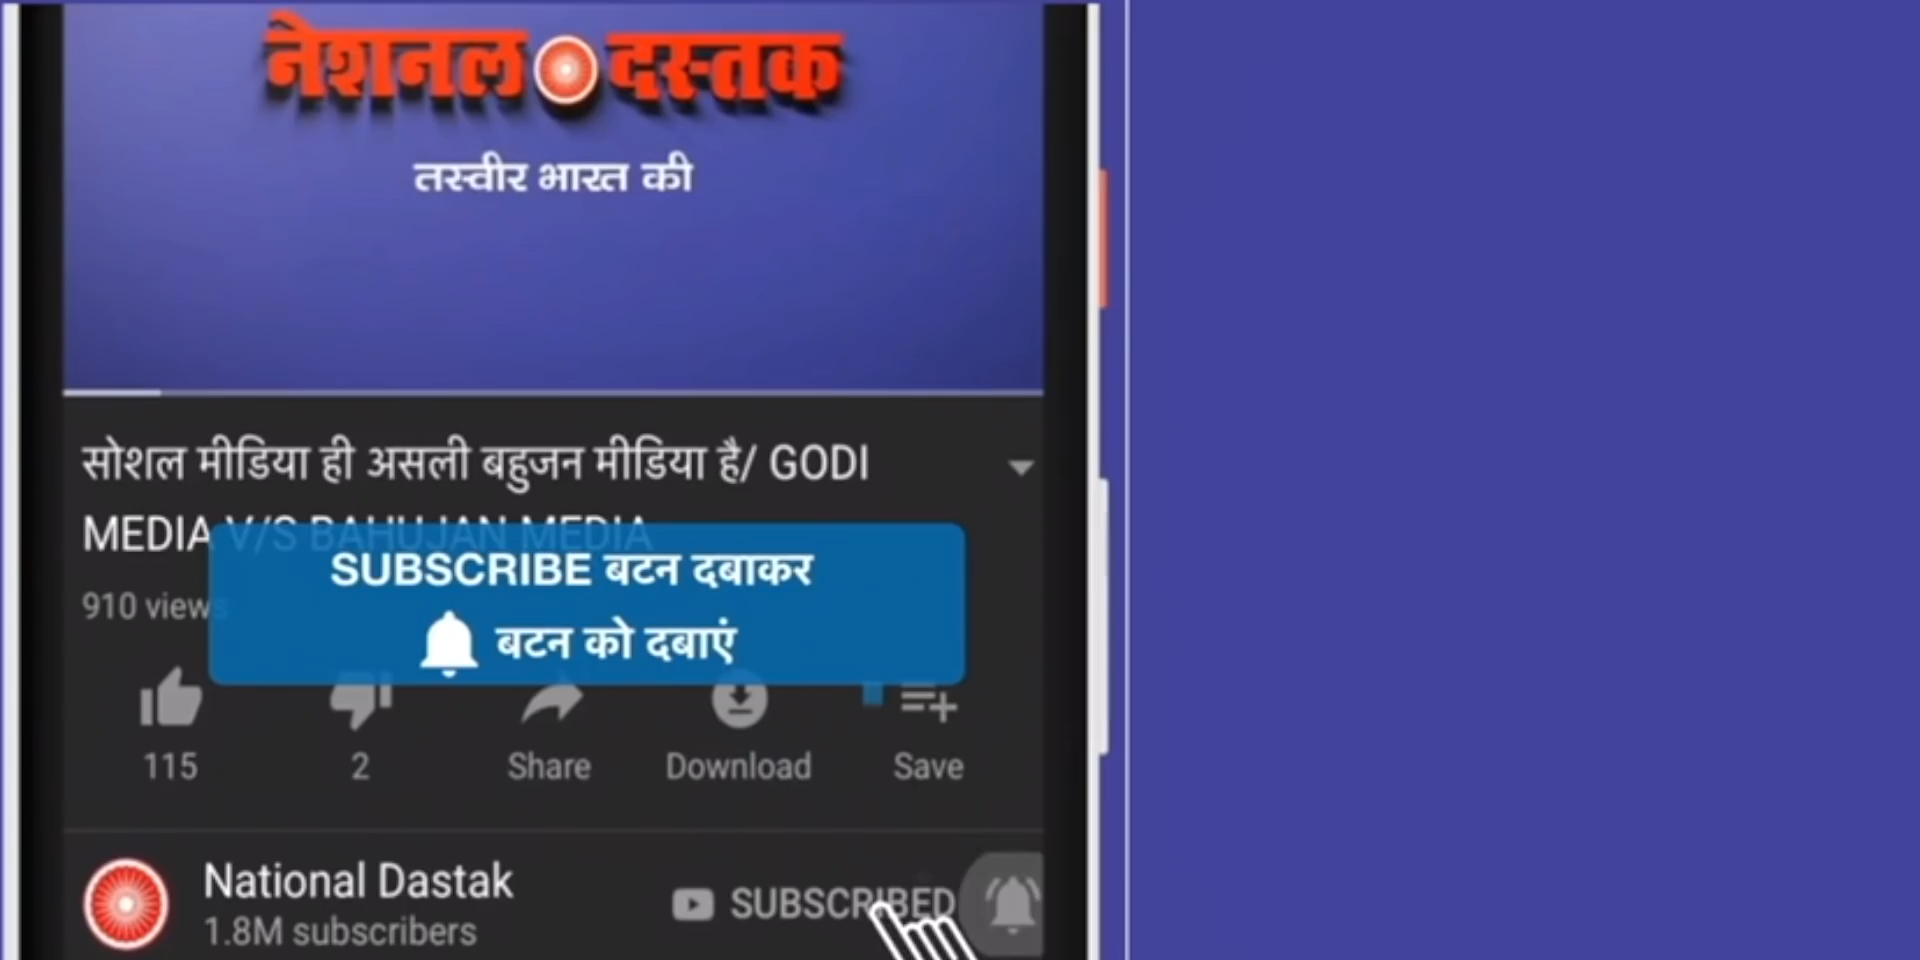 नेशनल दस्तक
तस्वीर भारत की
सोशल मीडिया ही असली बहुजन मीडिया है/ GODI
MEDIA V/S BAHUJAN MEDIA
SUBSCRIBE बटन दबाकर
बटन को दबाएं
910 views
115
2
Share
Download
Save
National Dastak
1.8M subscribers
SUBSCRIBED